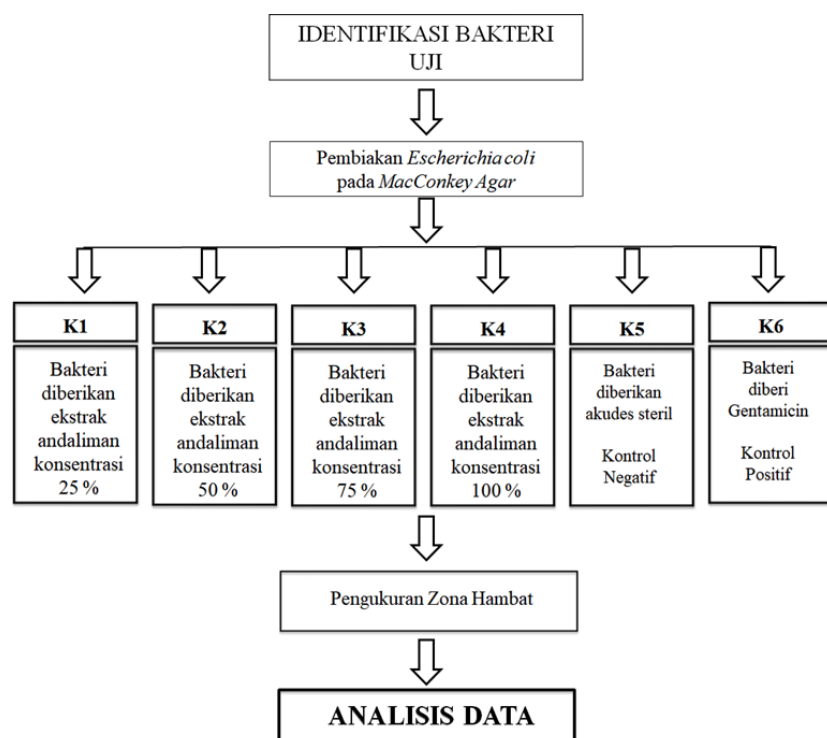 IDENTIFIKASI BAKTERI
UJI
Pembiakan Escherichia coli
pada MacConkey Agar
K1
Bakteri
diberikan
ekstrak
andaliman
konsentrasi
25 %
K2
Bakteri
diberikan
ekstrak
andaliman
konsentrasi
50 %
K3
Bakteri
diberikan
ekstrak
andaliman
konsentrasi
75 %
K4
Bakteri
diberikan
ekstrak
andaliman
konsentrasi
100 %
K5
Bakteri
diberikan
akudes steril
Kontrol
Negatif
K6
Bakteri
diberi
Gentamicin
Kontrol
Positif
Pengukuran Zona Hambat
ANALISIS DATA